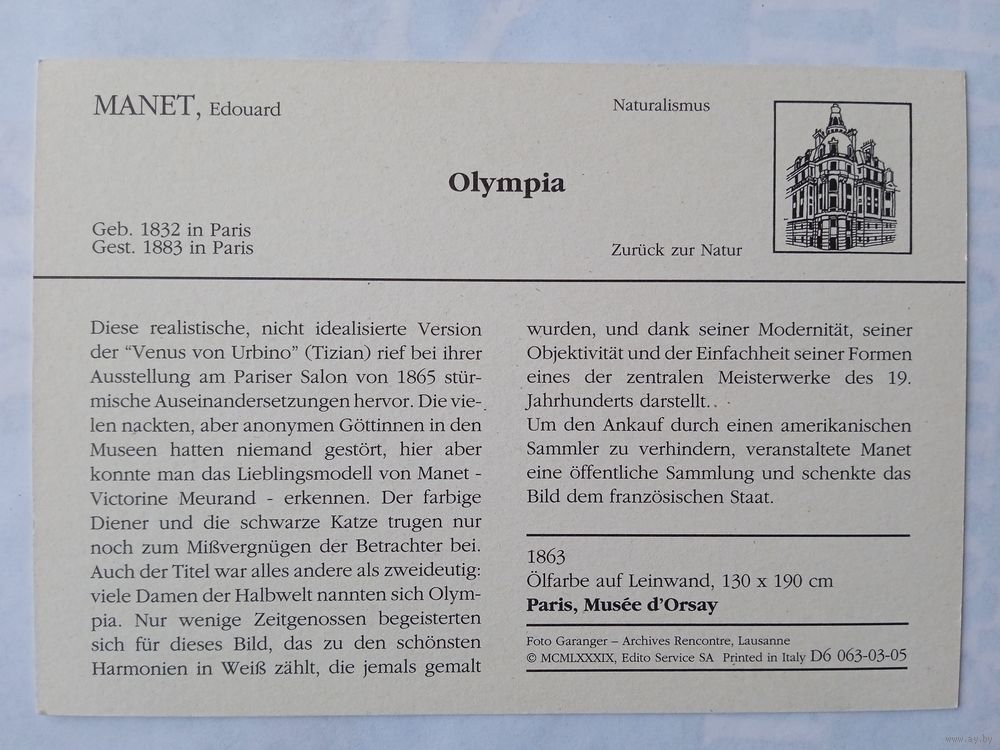 MANET, Edouard
Naturalismus
Olympia
Geb. 1832 in Paris
Gest. 1883 in Paris
Zurück zur Natur
Diese realistische, nicht idealisierte Version
der “Venus von Urbino” (Tizian) rief bei ihrer
Ausstellung am Pariser Salon von 1865 stür-
mische Auseinandersetzungen hervor. Die vie-
len nackten, aber anonymen Göttinnen in den
Museen hatten niemand gestört, hier aber
konnte man das Lieblingsmodell von Manet -
Victorine Meurand - erkennen. Der farbige
Diener und die schwarze Katze trugen nur
noch zum Mißvergnügen der Betrachter bei.
Auch der Titel war alles andere als zweideutig:
viele Damen der Halbwelt nannten sich Olym-
pia. Nur wenige Zeitgenossen begeisterten
sich für dieses Bild, das zu den schönsten
Harmonien in Weiß zählt, die jemals gemalt
wurden, und dank seiner Modernität, seiner
Objektivität und der Einfachheit seiner Formen
eines der zentralen Meisterwerke des 19.
Jahrhunderts darstellt.
Um den Ankauf durch einen amerikanischen
Sammler zu verhindern, veranstaltete Manet
eine öffentliche Sammlung und schenkte das
Bild dem französischen Staat.
1863
Ölfarbe auf Leinwand, 130 x 190 cm
Paris, Musée d'Orsay
Foto Garanger – Archives Rencontre, Lausanne
© MCMLXXXIX, Edito Service SA Printed in Italy D6 063-03-05
www.ay.by